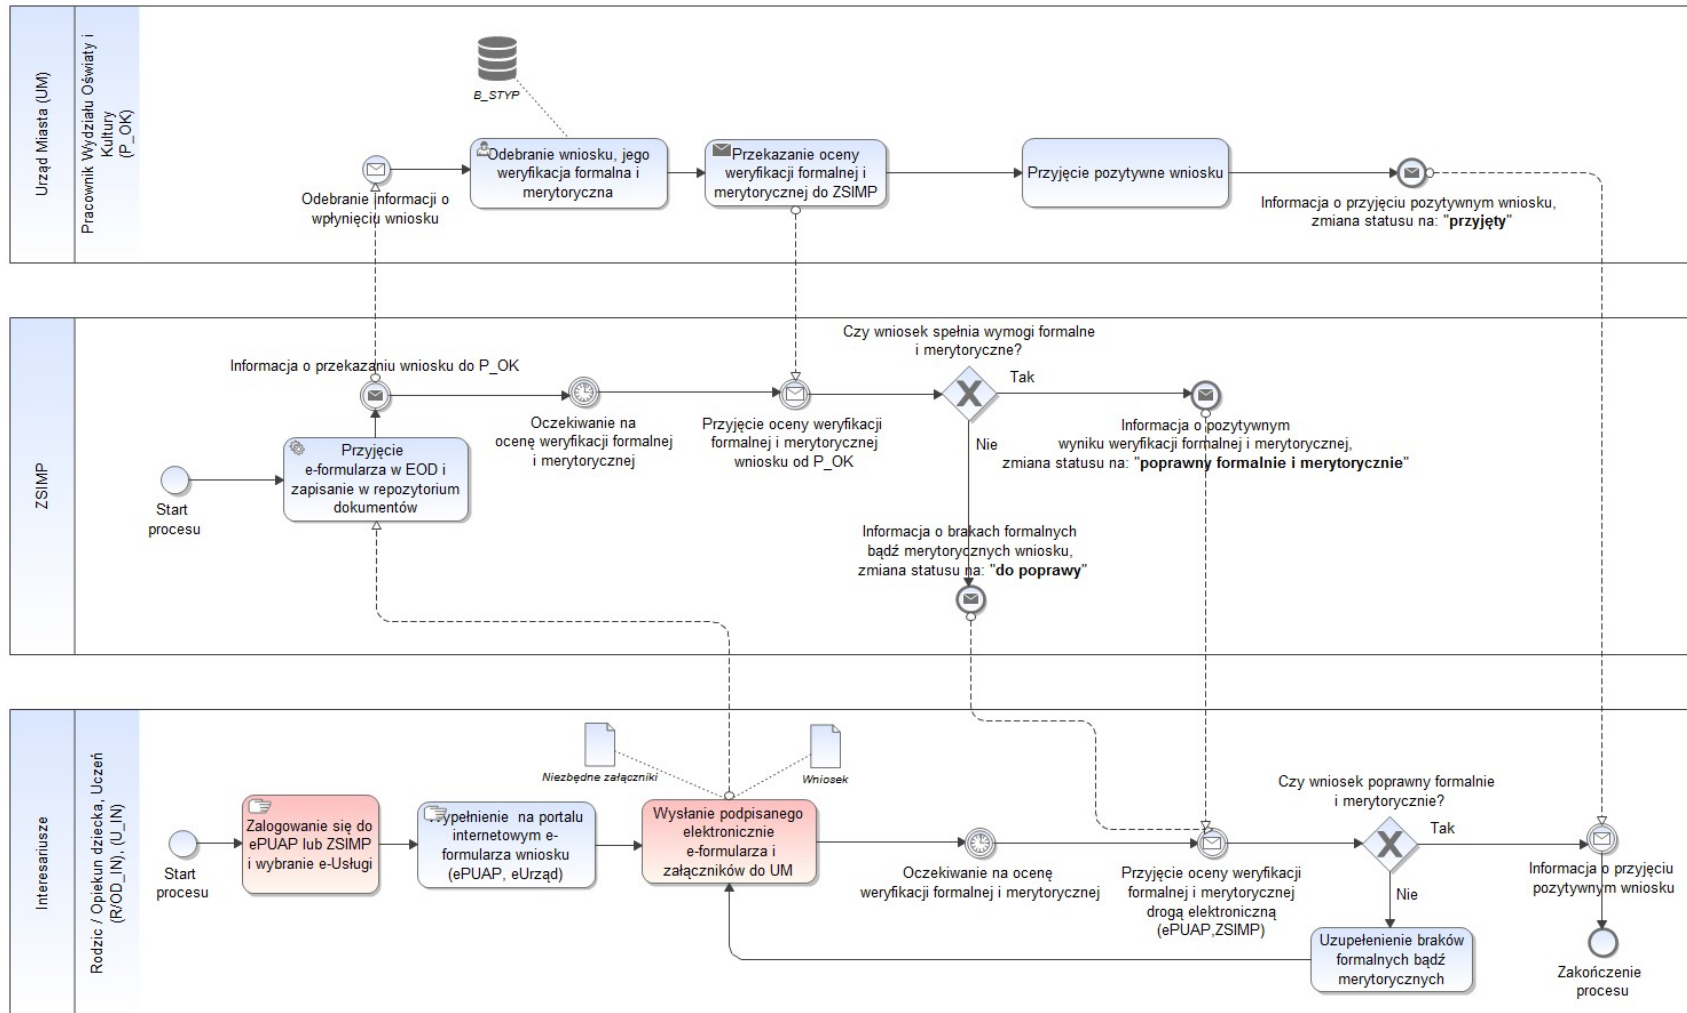 Urząd Miasta (UM)
Pracownik Wydziału Oświaty i
Kultury
(P_OK)
B_STYP
Odebranie informacji o
wpłynięciu wniosku
Odebranie wniosku, jego
weryfikacja formalna i
merytoryczna
Przekazanie oceny
weryfikacji formalnej i
merytorycznej do ZSIMP
Przyjęcie pozytywne wniosku
Informacja o przyjęciu pozytywnym wniosku,
zmiana statusu na: "przyjęty"
ZSIMP
Start
procesu
Informacja o przekazaniu wniosku do P_OK
Przyjęcie
e-formularza w EOD i
zapisanie w repozytorium
dokumentów
Oczekiwanie na
ocenę weryfikacji formalnej
i merytorycznej
Przyjęcie oceny weryfikacji
formalnej i merytorycznej
wniosku od P_OK
Czy wniosek spełnia wymogi formalne
i merytoryczne?
Tak
Nie
Informacja o pozytywnym
wyniku weryfikacji formalnej i merytorycznej,
zmiana statusu na: "poprawny formalnie i merytorycznie"
Informacja o brakach formalnych
bądź merytorycznych wniosku,
zmiana statusu na: "do poprawy"
Interesariusze
Rodzic / Opiekun dziecka, Uczeń
(R/OD_IN), (U_IN)
Start
procesu
Zalogowanie się do
ePUAP lub ZSIMP
i wybranie e-Usługi
Wypełnienie na portalu
internetowym e-
formularza wniosku
(ePUAP, eUrząd)
Niezbędne załączniki
Wniosek
Wysłanie podpisanego
elektronicznie
e-formularza i
załączników do UM
Oczekiwanie na ocenę
weryfikacji formalnej i merytorycznej
Przyjęcie oceny weryfikacji
formalnej i merytorycznej
drogą elektroniczną
(ePUAP,ZSIMP)
Czy wniosek poprawny formalnie
i merytorycznie?
Tak
Nie
Uzupełenienie braków
formalnych bądź
merytorycznych
Informacja o przyjęciu
pozytywnym wniosku
Zakończenie
procesu